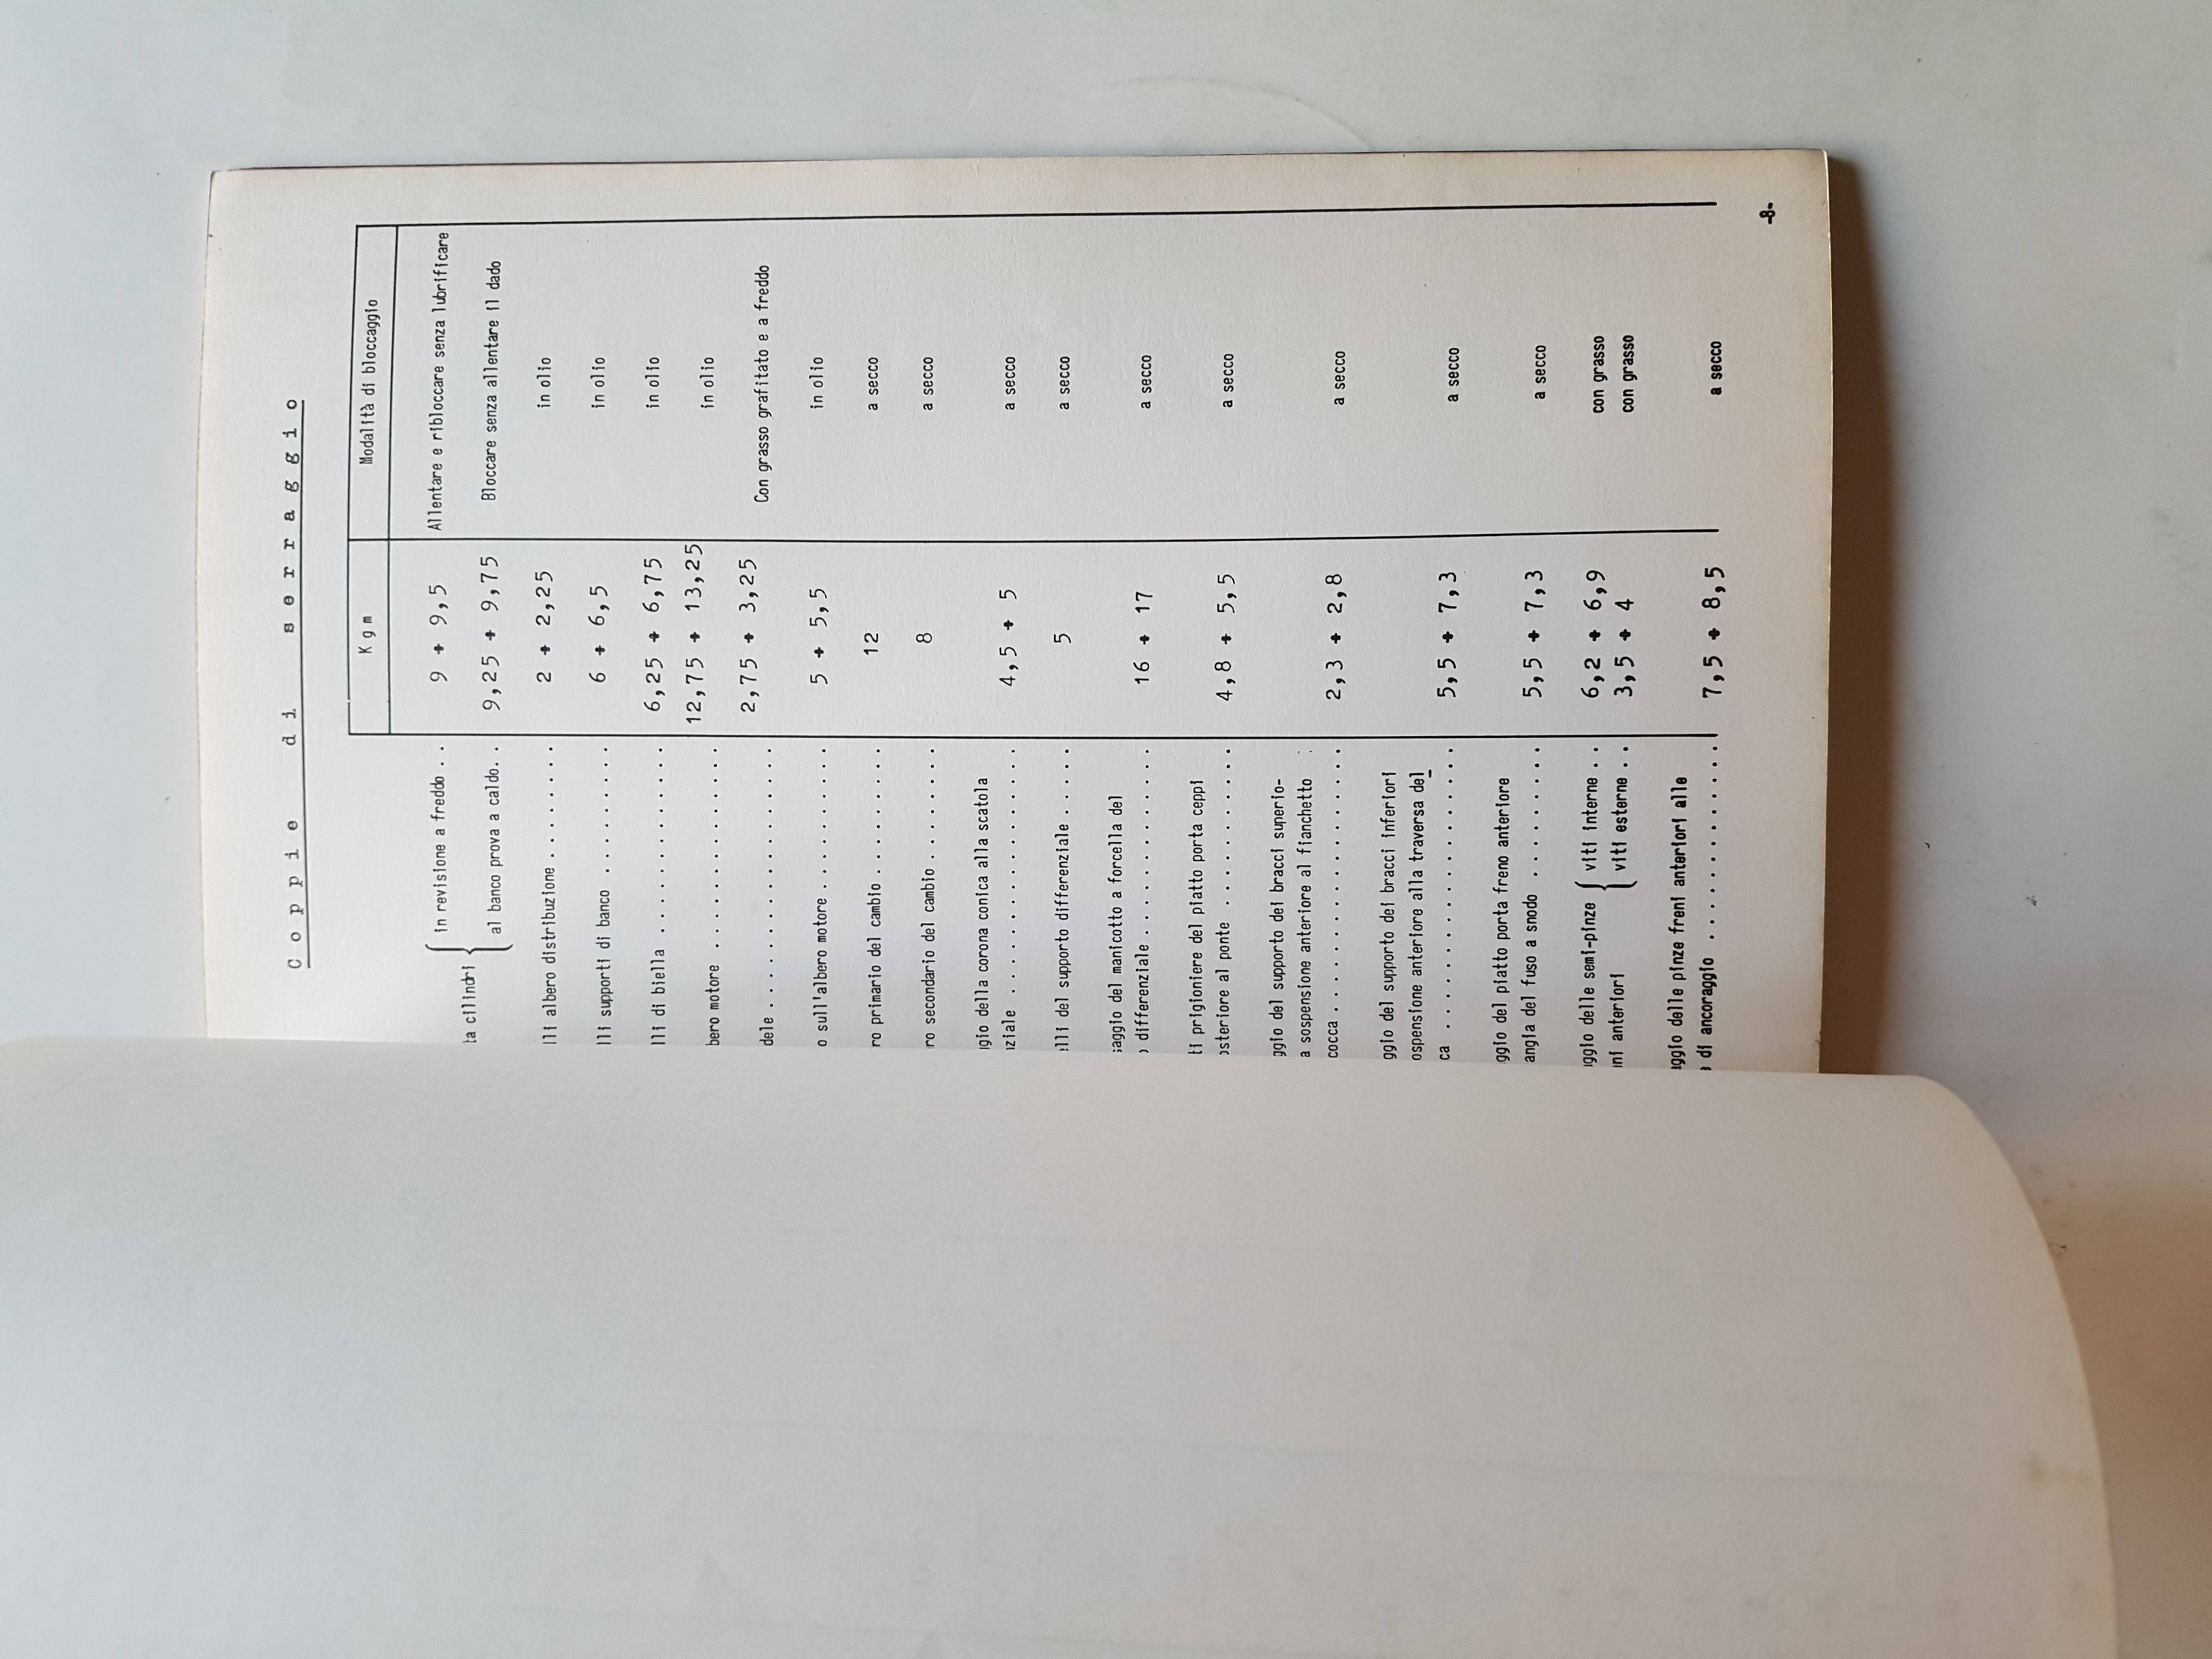 Coppie di serraggio
Kgm Modalità di bloccaggio
in revisione a freddo . . 9 ÷ 9,5 Allentare e ribloccare senza lubrificare
ta cilindri
al banco prova a caldo. . 9,25 ÷ 9,75 Bloccare senza allentare il dado
lli albero distribuzione . . . . . . . . 2 ÷ 2,25 in olio
lli supporti di banco . . . . . . . . . 6 ÷ 6,5 in olio
lli di biella . . . . . . . . . . . . . 6,25 ÷ 6,75 in olio
bero motore . . . . . . . . . . . . . . 12,75 ÷ 13,25 in olio
dele . . . . . . . . . . . . . . . . . 2,75 ÷ 3,25 Con grasso grafitato e a freddo
o sull'albero motore . . . . . . . . . . 5 ÷ 5,5 in olio
ro primario del cambio . . . . . . . . . 12 a secco
ro secondario del cambio . . . . . . . . 8 a secco
gio della corona conica alla scatola
ziale . . . . . . . . . . . . . . . . . 4,5 ÷ 5 a secco
lli del supporto differenziale . . . . . 5 a secco
saggio del manicotto a forcella del
differenziale . . . . . . . . . . . . . 16 ÷ 17 a secco
ti prigioniere del piatto porta ceppi
osteriore al ponte . . . . . . . . . . . 4,8 ÷ 5,5 a secco
ggio del supporto dei bracci superio-
a sospensione anteriore al fianchetto
cocca . . . . . . . . . . . . . . . . . 2,3 ÷ 2,8 a secco
ggio del supporto dei bracci inferiori
ospensione anteriore alla traversa del
ca . . . . . . . . . . . . . . . . . . 5,5 ÷ 7,3 a secco
ggio del piatto porta freno anteriore
angia del fuso a snodo . . . . . . . . . 5,5 ÷ 7,3 a secco
ggio delle semi-pinze viti interne . . 6,2 ÷ 6,9 con grasso
ni anteriori viti esterne . . 3,5 ÷ 4 con grasso
ggio delle pinze freni anteriori alle
di ancoraggio . . . . . . . . . . . . . 7,5 ÷ 8,5 a secco
-8-